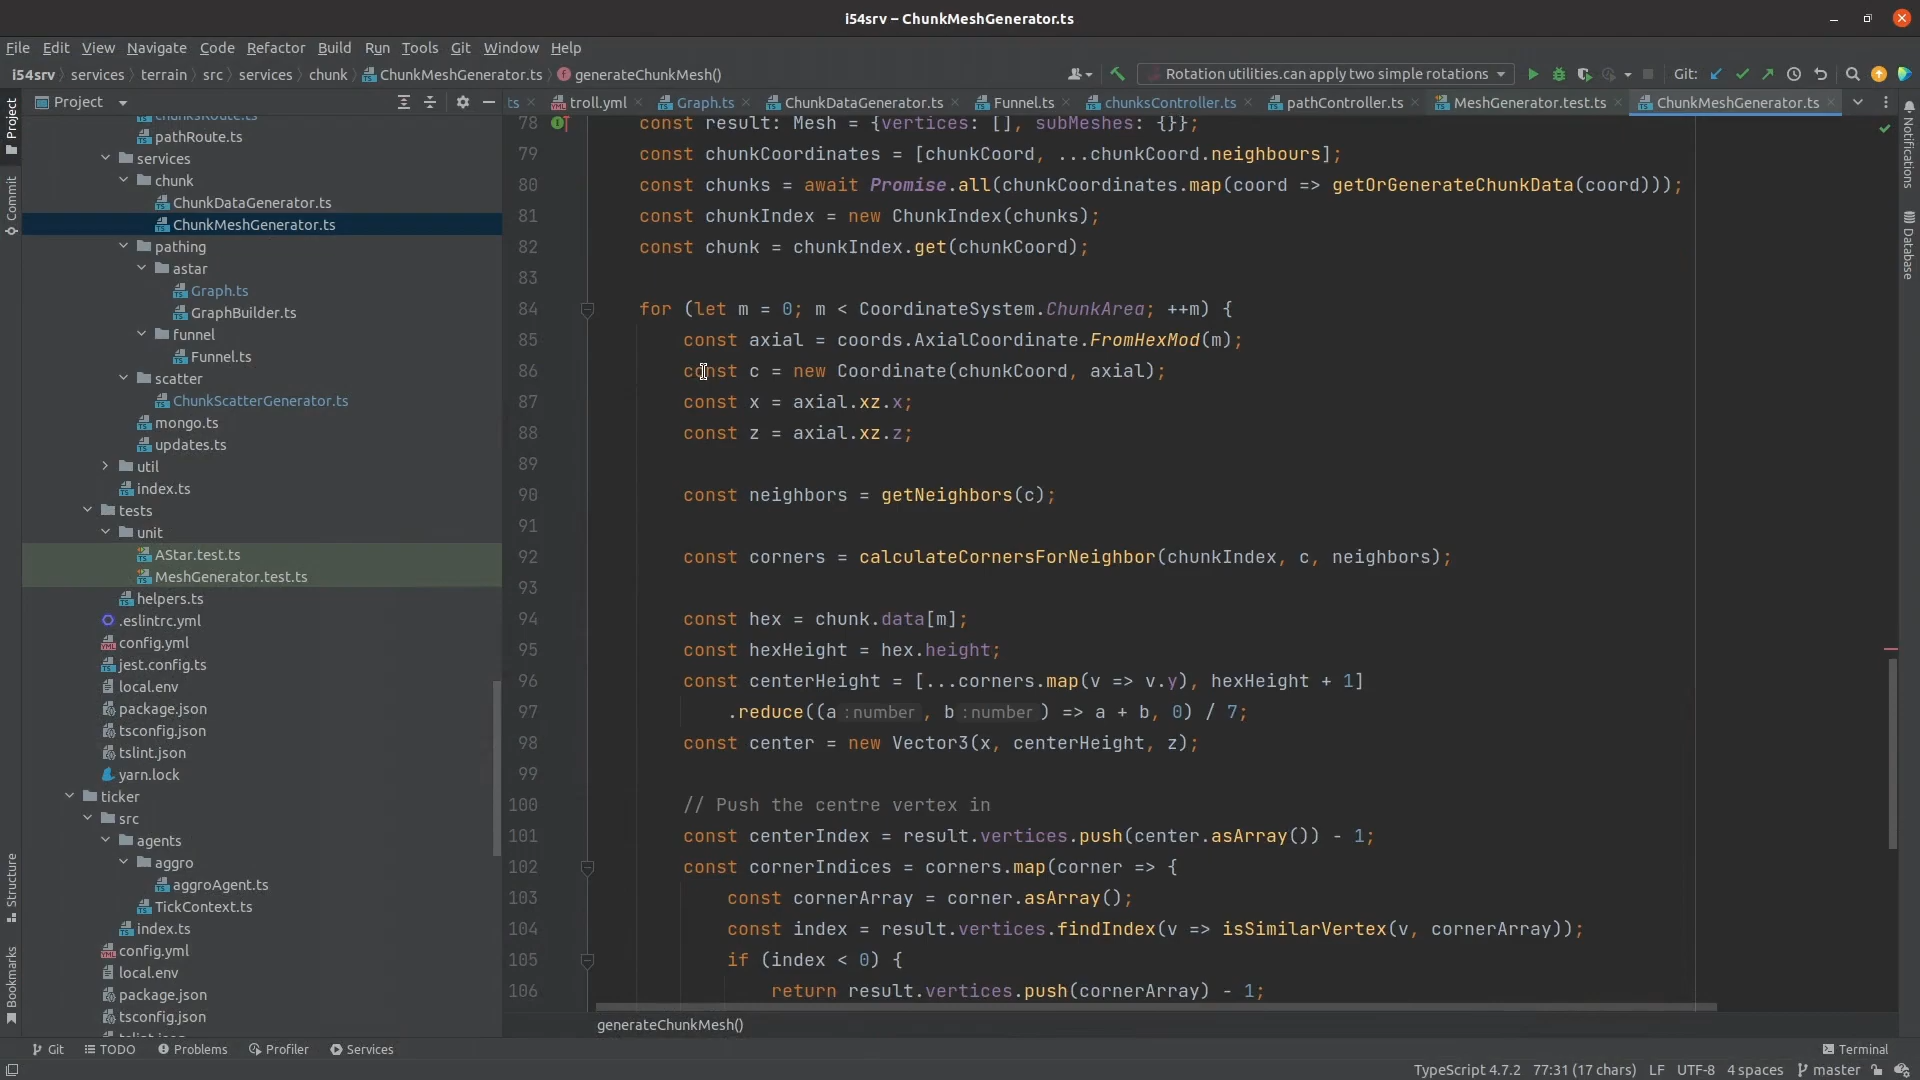 i54srv – ChunkMeshGenerator.ts
File Edit View Navigate Code Refactor Build Run Tools Git Window Help
i54srv services terrain src services chunk ChunkMeshGenerator.ts generateChunkMesh()
Rotation utilities.can apply two simple rotations
Git:
Project
ts troll.yml Graph.ts ChunkDataGenerator.ts Funnel.ts chunksController.ts pathController.ts MeshGenerator.test.ts ChunkMeshGenerator.ts
Project
Commit
Structure
Bookmarks
chunksRoute.ts
pathRoute.ts
services
chunk
ChunkDataGenerator.ts
ChunkMeshGenerator.ts
pathing
astar
Graph.ts
GraphBuilder.ts
funnel
Funnel.ts
scatter
ChunkScatterGenerator.ts
mongo.ts
updates.ts
util
index.ts
tests
unit
AStar.test.ts
MeshGenerator.test.ts
helpers.ts
.eslintrc.yml
config.yml
jest.config.ts
local.env
package.json
tsconfig.json
tslint.json
yarn.lock
ticker
src
agents
aggro
aggroAgent.ts
TickContext.ts
index.ts
config.yml
local.env
package.json
tsconfig.json
tslint.json
78 const result: Mesh = {vertices: [], subMeshes: {}};
79 const chunkCoordinates = [chunkCoord, ...chunkCoord.neighbours];
80 const chunks = await Promise.all(chunkCoordinates.map(coord => getOrGenerateChunkData(coord)));
81 const chunkIndex = new ChunkIndex(chunks);
82 const chunk = chunkIndex.get(chunkCoord);
83
84 for (let m = 0; m < CoordinateSystem.ChunkArea; ++m) {
85 const axial = coords.AxialCoordinate.FromHexMod(m);
86 const c = new Coordinate(chunkCoord, axial);
87 const x = axial.xz.x;
88 const z = axial.xz.z;
89
90 const neighbors = getNeighbors(c);
91
92 const corners = calculateCornersForNeighbor(chunkIndex, c, neighbors);
93
94 const hex = chunk.data[m];
95 const hexHeight = hex.height;
96 const centerHeight = [...corners.map(v => v.y), hexHeight + 1]
97 .reduce((a :number , b :number ) => a + b, 0) / 7;
98 const center = new Vector3(x, centerHeight, z);
99
100 // Push the centre vertex in
101 const centerIndex = result.vertices.push(center.asArray()) - 1;
102 const cornerIndices = corners.map(corner => {
103 const cornerArray = corner.asArray();
104 const index = result.vertices.findIndex(v => isSimilarVertex(v, cornerArray));
105 if (index < 0) {
106 return result.vertices.push(cornerArray) - 1;
generateChunkMesh()
Notifications
Database
Git TODO Problems Profiler Services Terminal
TypeScript 4.7.2 77:31 (17 chars) LF UTF-8 4 spaces master